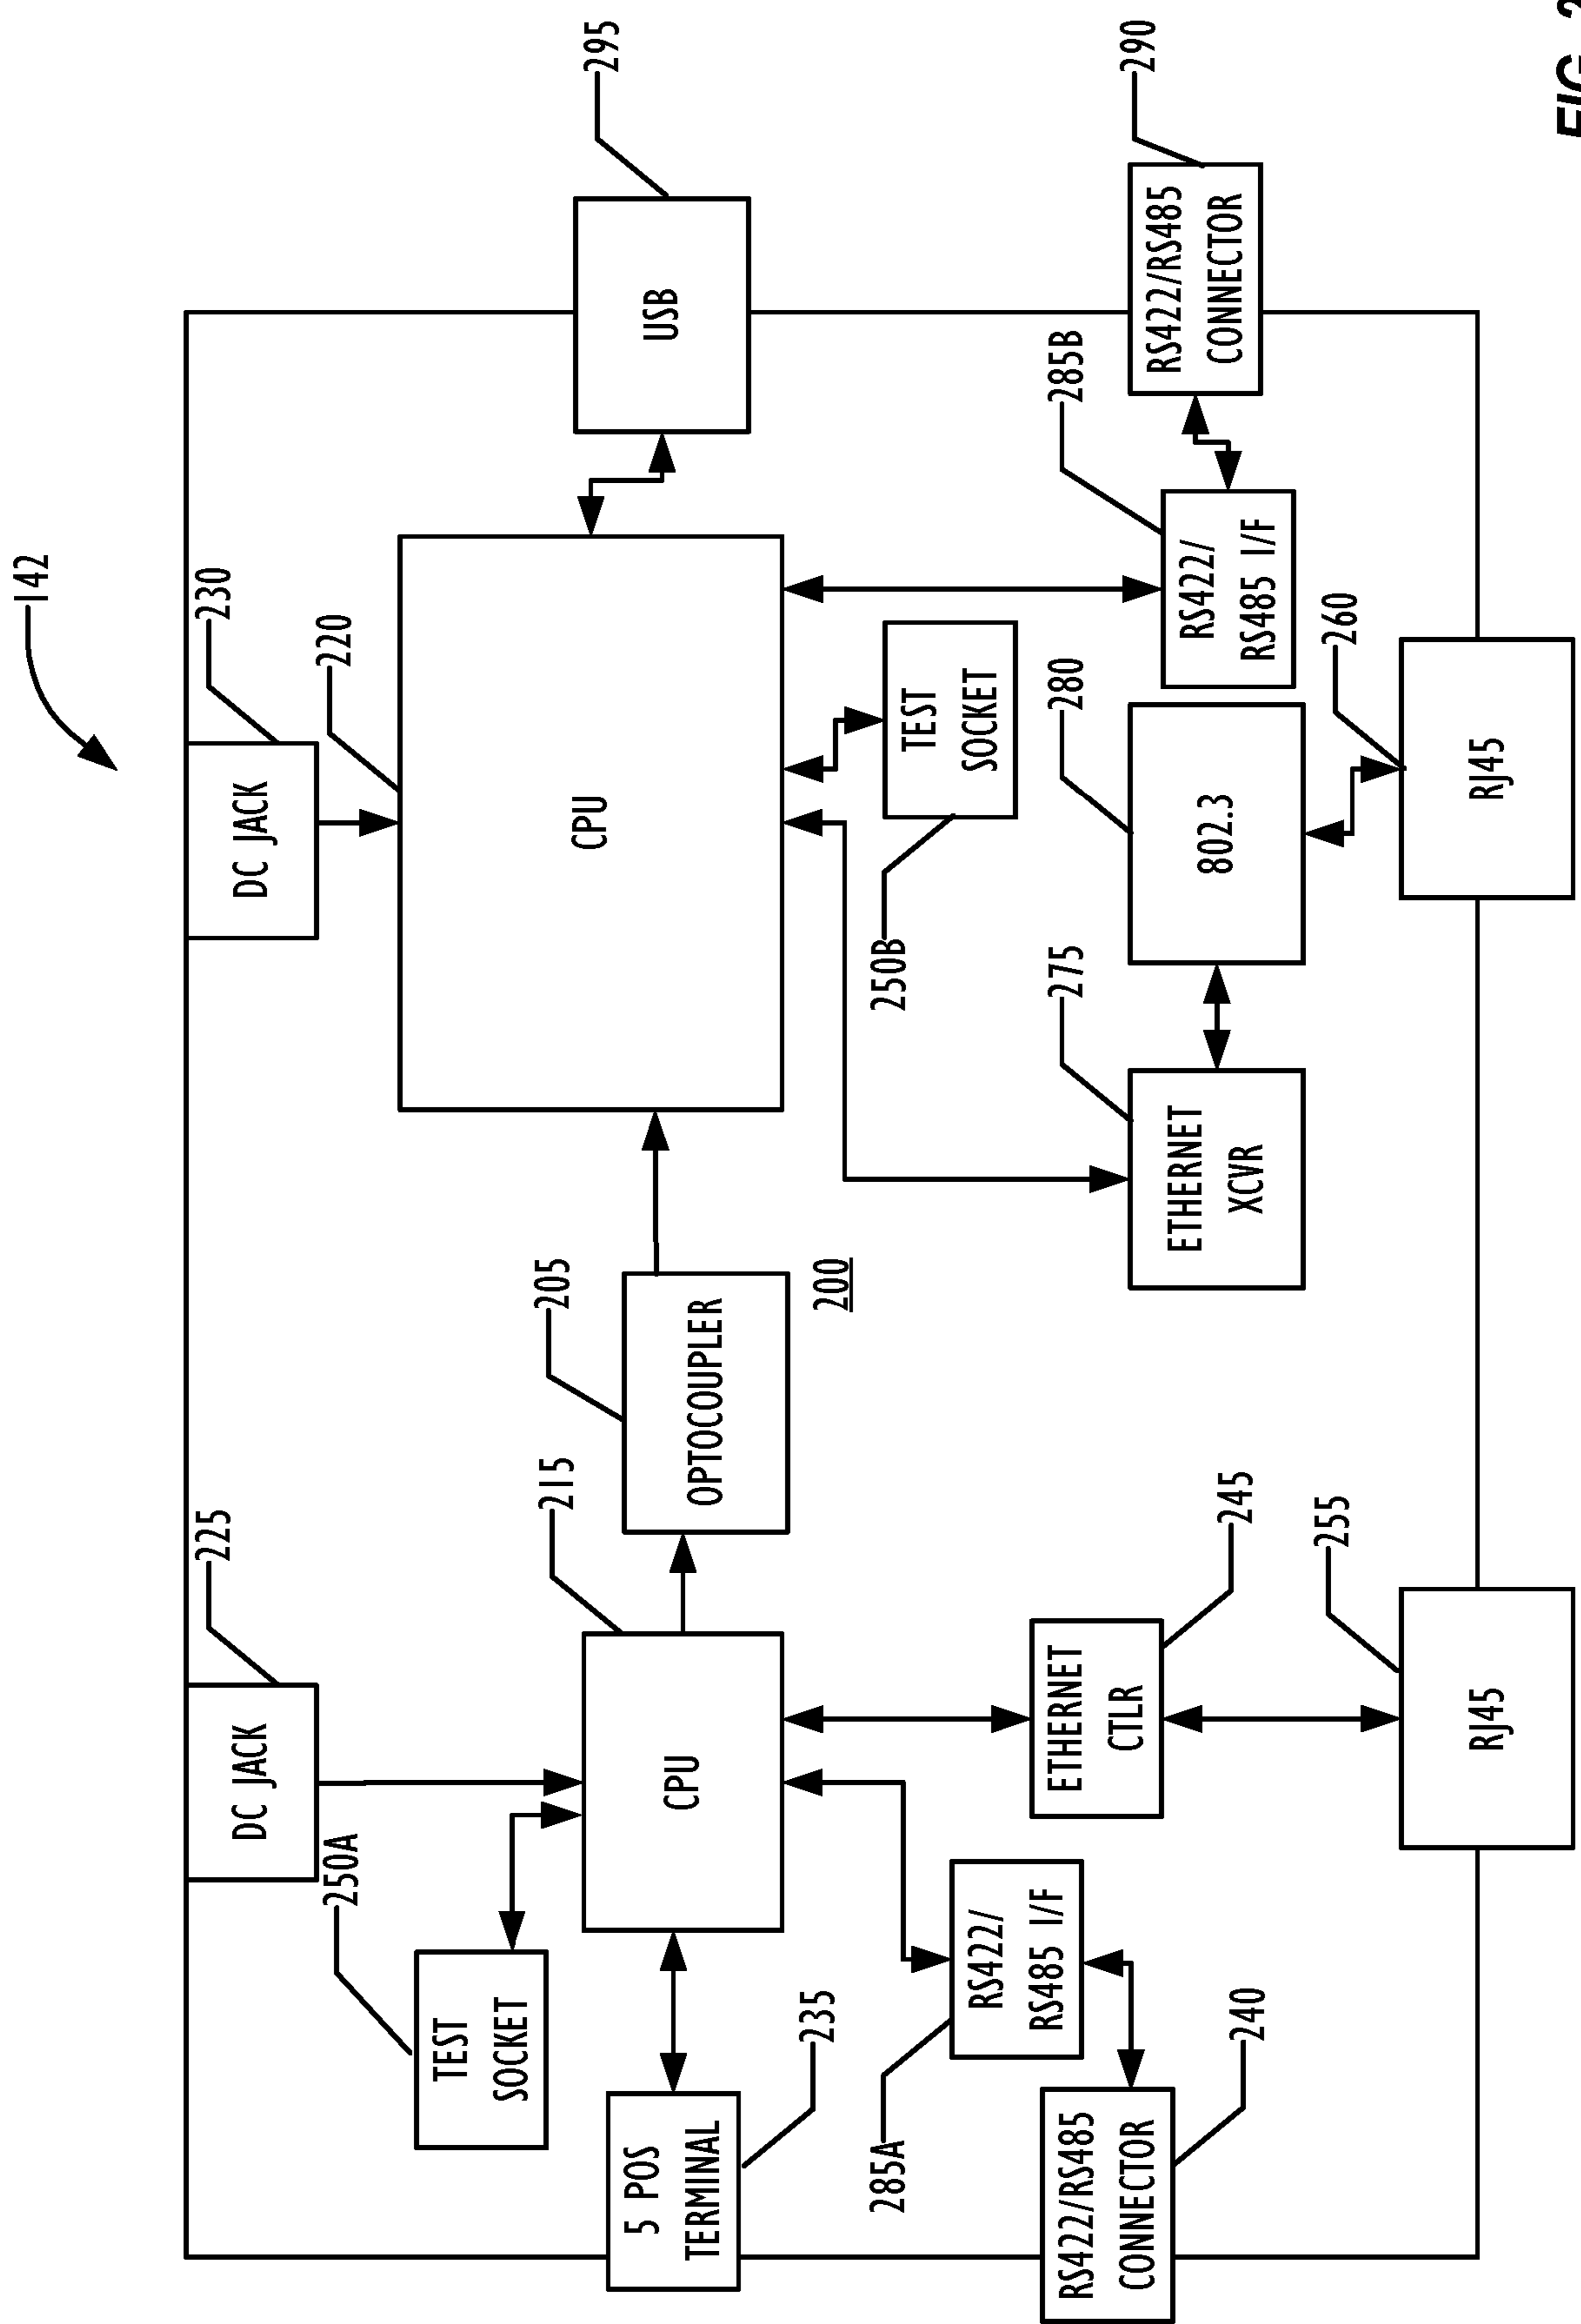 142
225
DC JACK
230
DC JACK
220
250A
TEST
SOCKET
5 POS
TERMINAL
235
215
CPU
205
OPTOCOUPLER
200
CPU
295
USB
285A
RS422/
RS485 I/F
RS422/RS485
CONNECTOR
240
ETHERNET
CTLR
245
255
RJ45
250B
TEST
SOCKET
275
ETHERNET
XCVR
280
802.3
260
RJ45
285B
RS422/
RS485 I/F
290
RS422/RS485
CONNECTOR
FIG. 2